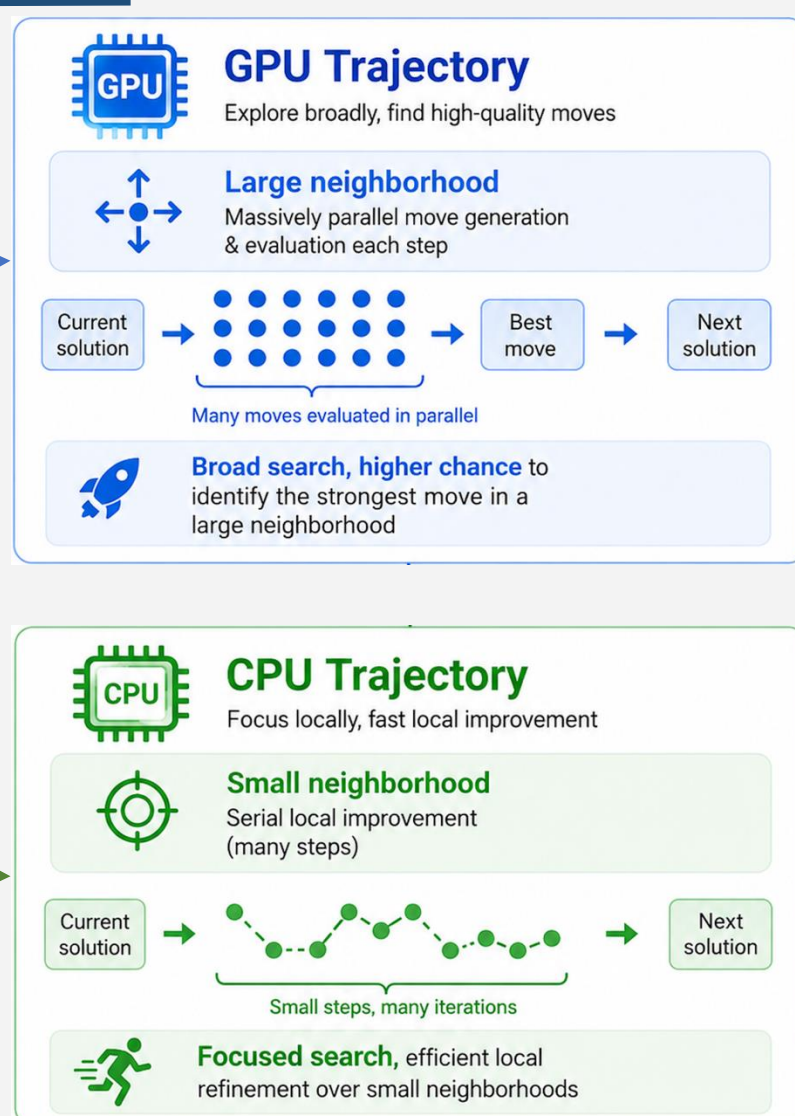 GPU
GPU Trajectory
Explore broadly, find high-quality moves
Large neighborhood
Massively parallel move generation
& evaluation each step
Current
solution
Best
move
Next
solution
Many moves evaluated in parallel
Broad search, higher chance to
identify the strongest move in a
large neighborhood
CPU
CPU Trajectory
Focus locally, fast local improvement
Small neighborhood
Serial local improvement
(many steps)
Current
solution
Next
solution
Small steps, many iterations
Focused search, efficient local
refinement over small neighborhoods